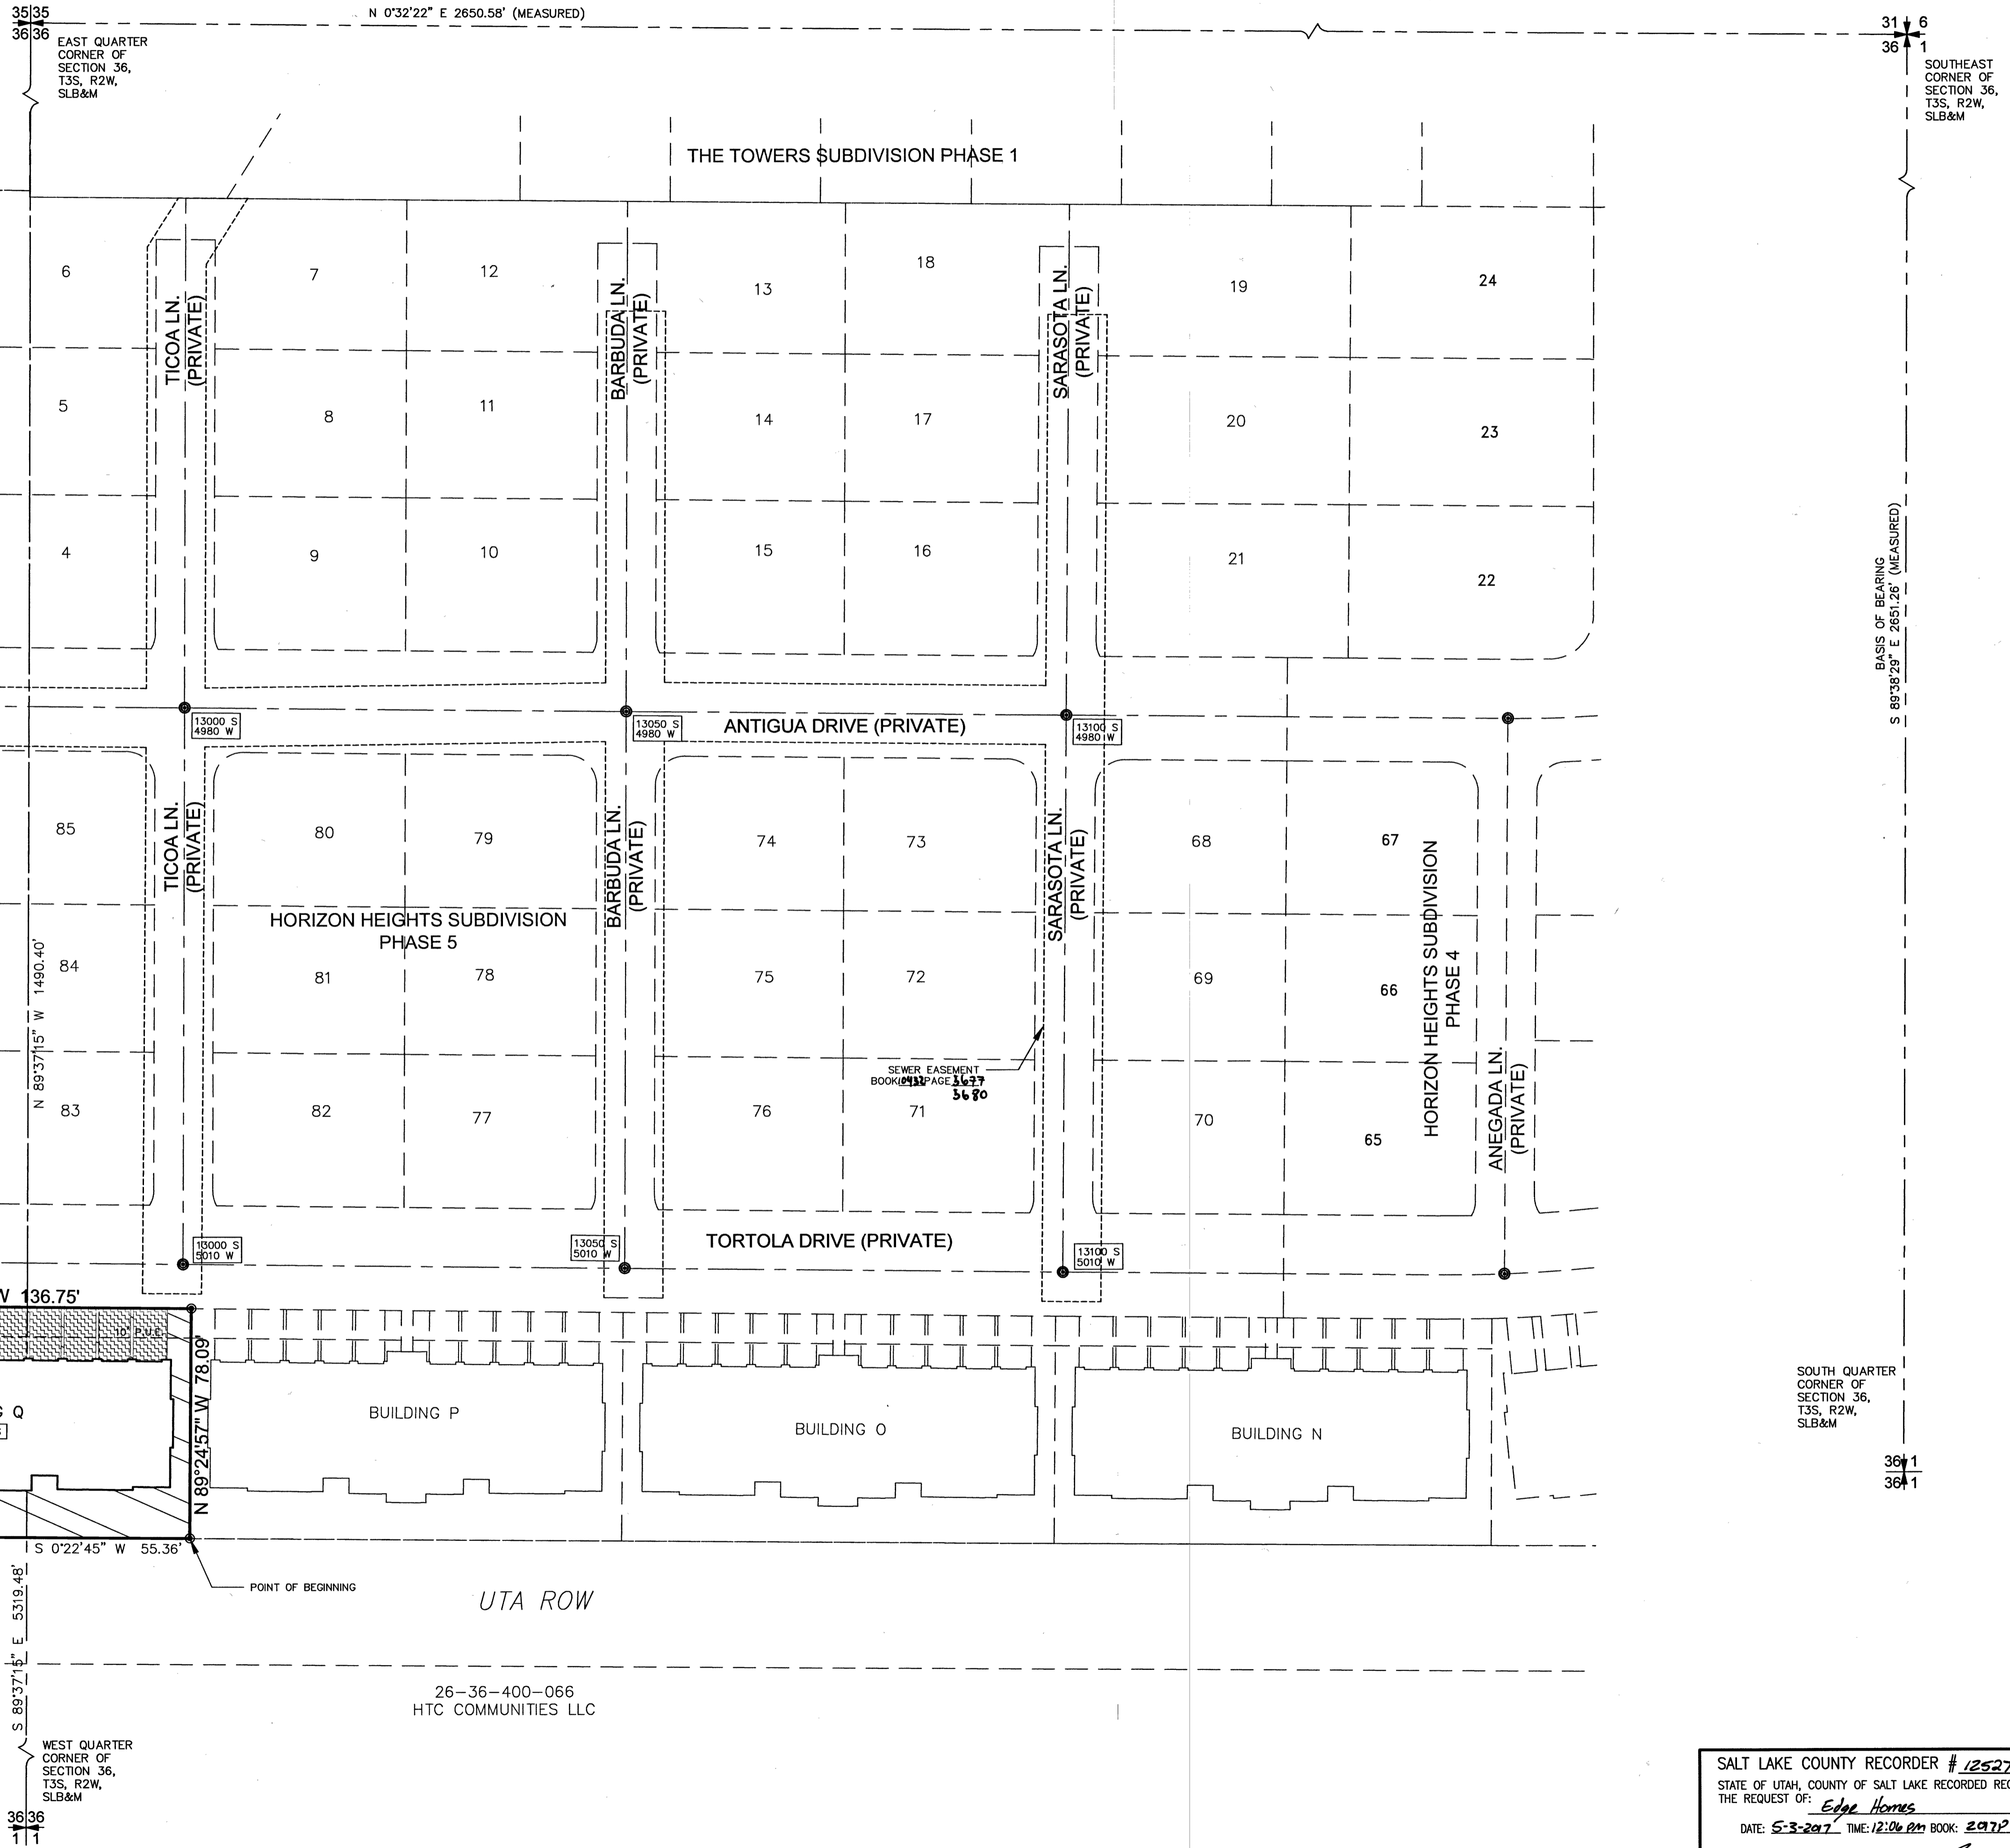 35|35
36|36
N 0°32'22" E 2650.58' (MEASURED)
31 6
36 1
EAST QUARTER
CORNER OF
SECTION 36,
T3S, R2W,
SLB&M
SOUTHEAST
CORNER OF
SECTION 36,
T3S, R2W,
SLB&M
THE TOWERS SUBDIVISION PHASE 1
6
7
12
13
18
19
24
TICOA LN.
(PRIVATE)
BARBUDA LN.
(PRIVATE)
SARASOTA LN.
(PRIVATE)
5
8
11
14
17
20
23
4
9
10
15
16
21
22
BASIS OF BEARING
S 89°38'29" E 2651.26' (MEASURED)
13000 S
4980 W
13050 S
4980 W
ANTIGUA DRIVE (PRIVATE)
13100 S
4980 W
85
80
79
74
73
68
67
TICOA LN.
(PRIVATE)
BARBUDA LN.
(PRIVATE)
SARASOTA LN.
(PRIVATE)
HORIZON HEIGHTS SUBDIVISION
PHASE 5
HORIZON HEIGHTS SUBDIVISION
PHASE 4
N 89°37'15" W 1490.40'
84
81
78
75
72
69
66
SEWER EASEMENT
BOOK 10432 PAGE 3677
3680
83
82
77
76
71
70
65
ANEGADA LN.
(PRIVATE)
13000 S
5010 W
13050 S
5010 W
TORTOLA DRIVE (PRIVATE)
13100 S
5010 W
W 136.75'
10' P.U.E.
N 89°24'57" W 78.09'
G Q
BUILDING P
BUILDING O
BUILDING N
SOUTH QUARTER
CORNER OF
SECTION 36,
T3S, R2W,
SLB&M
36 1
36 1
S 0°22'45" W 55.36'
POINT OF BEGINNING
UTA ROW
S 89°37'15" E 5319.48'
26-36-400-066
HTC COMMUNITIES LLC
WEST QUARTER
CORNER OF
SECTION 36,
T3S, R2W,
SLB&M
36|36
1|1
SALT LAKE COUNTY RECORDER # 12527
STATE OF UTAH, COUNTY OF SALT LAKE RECORDED REC
THE REQUEST OF: Edge Homes
DATE: 5-3-2017 TIME: 12:06 PM BOOK: 2017P